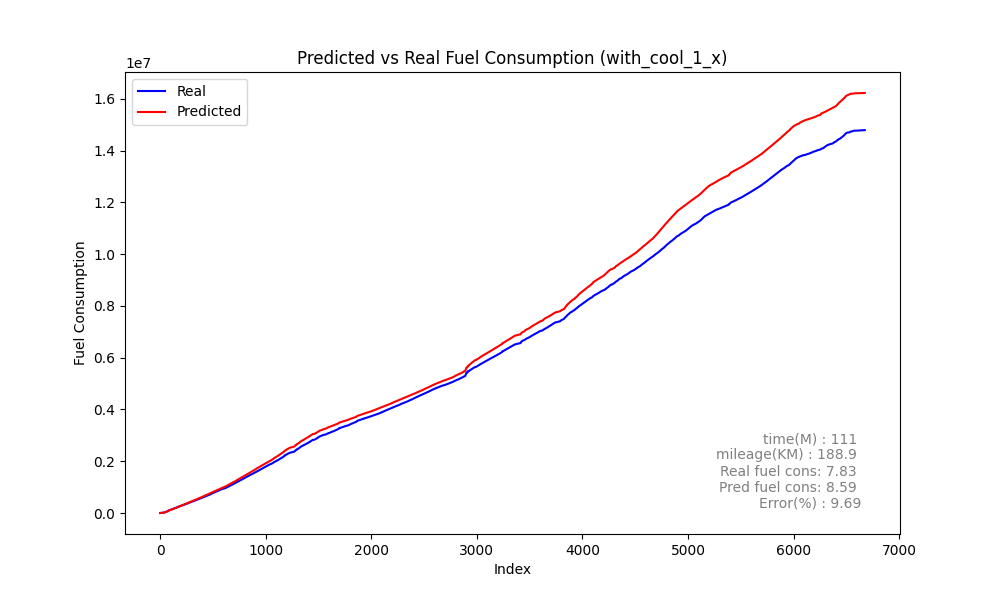 Predicted vs Real Fuel Consumption (with_cool_1_x)
1e7
Real
Predicted
1.6
1.4
1.2
1.0
0.8
0.6
0.4
0.2
0.0
Fuel Consumption
time(M) : 111
mileage(KM) : 188.9
Real fuel cons: 7.83
Pred fuel cons: 8.59
Error(%) : 9.69
0 1000 2000 3000 4000 5000 6000 7000
Index